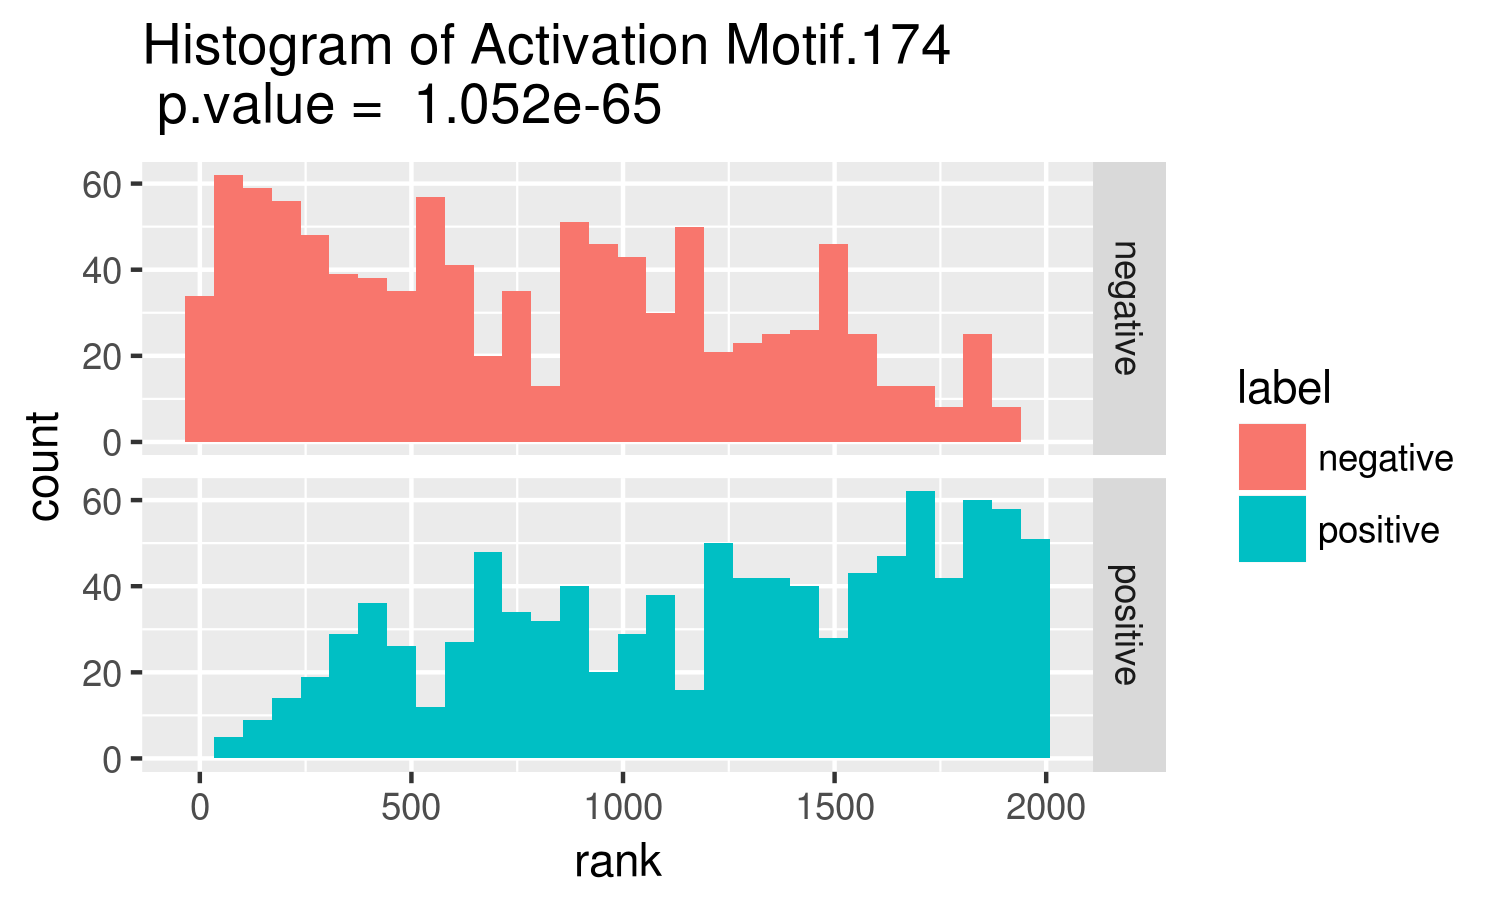 Histogram of Activation Motif.174
p.value = 1.052e-65
60
40
20
0
negative
count
60
40
20
0
positive
0 500 1000 1500 2000
rank
label
negative
positive